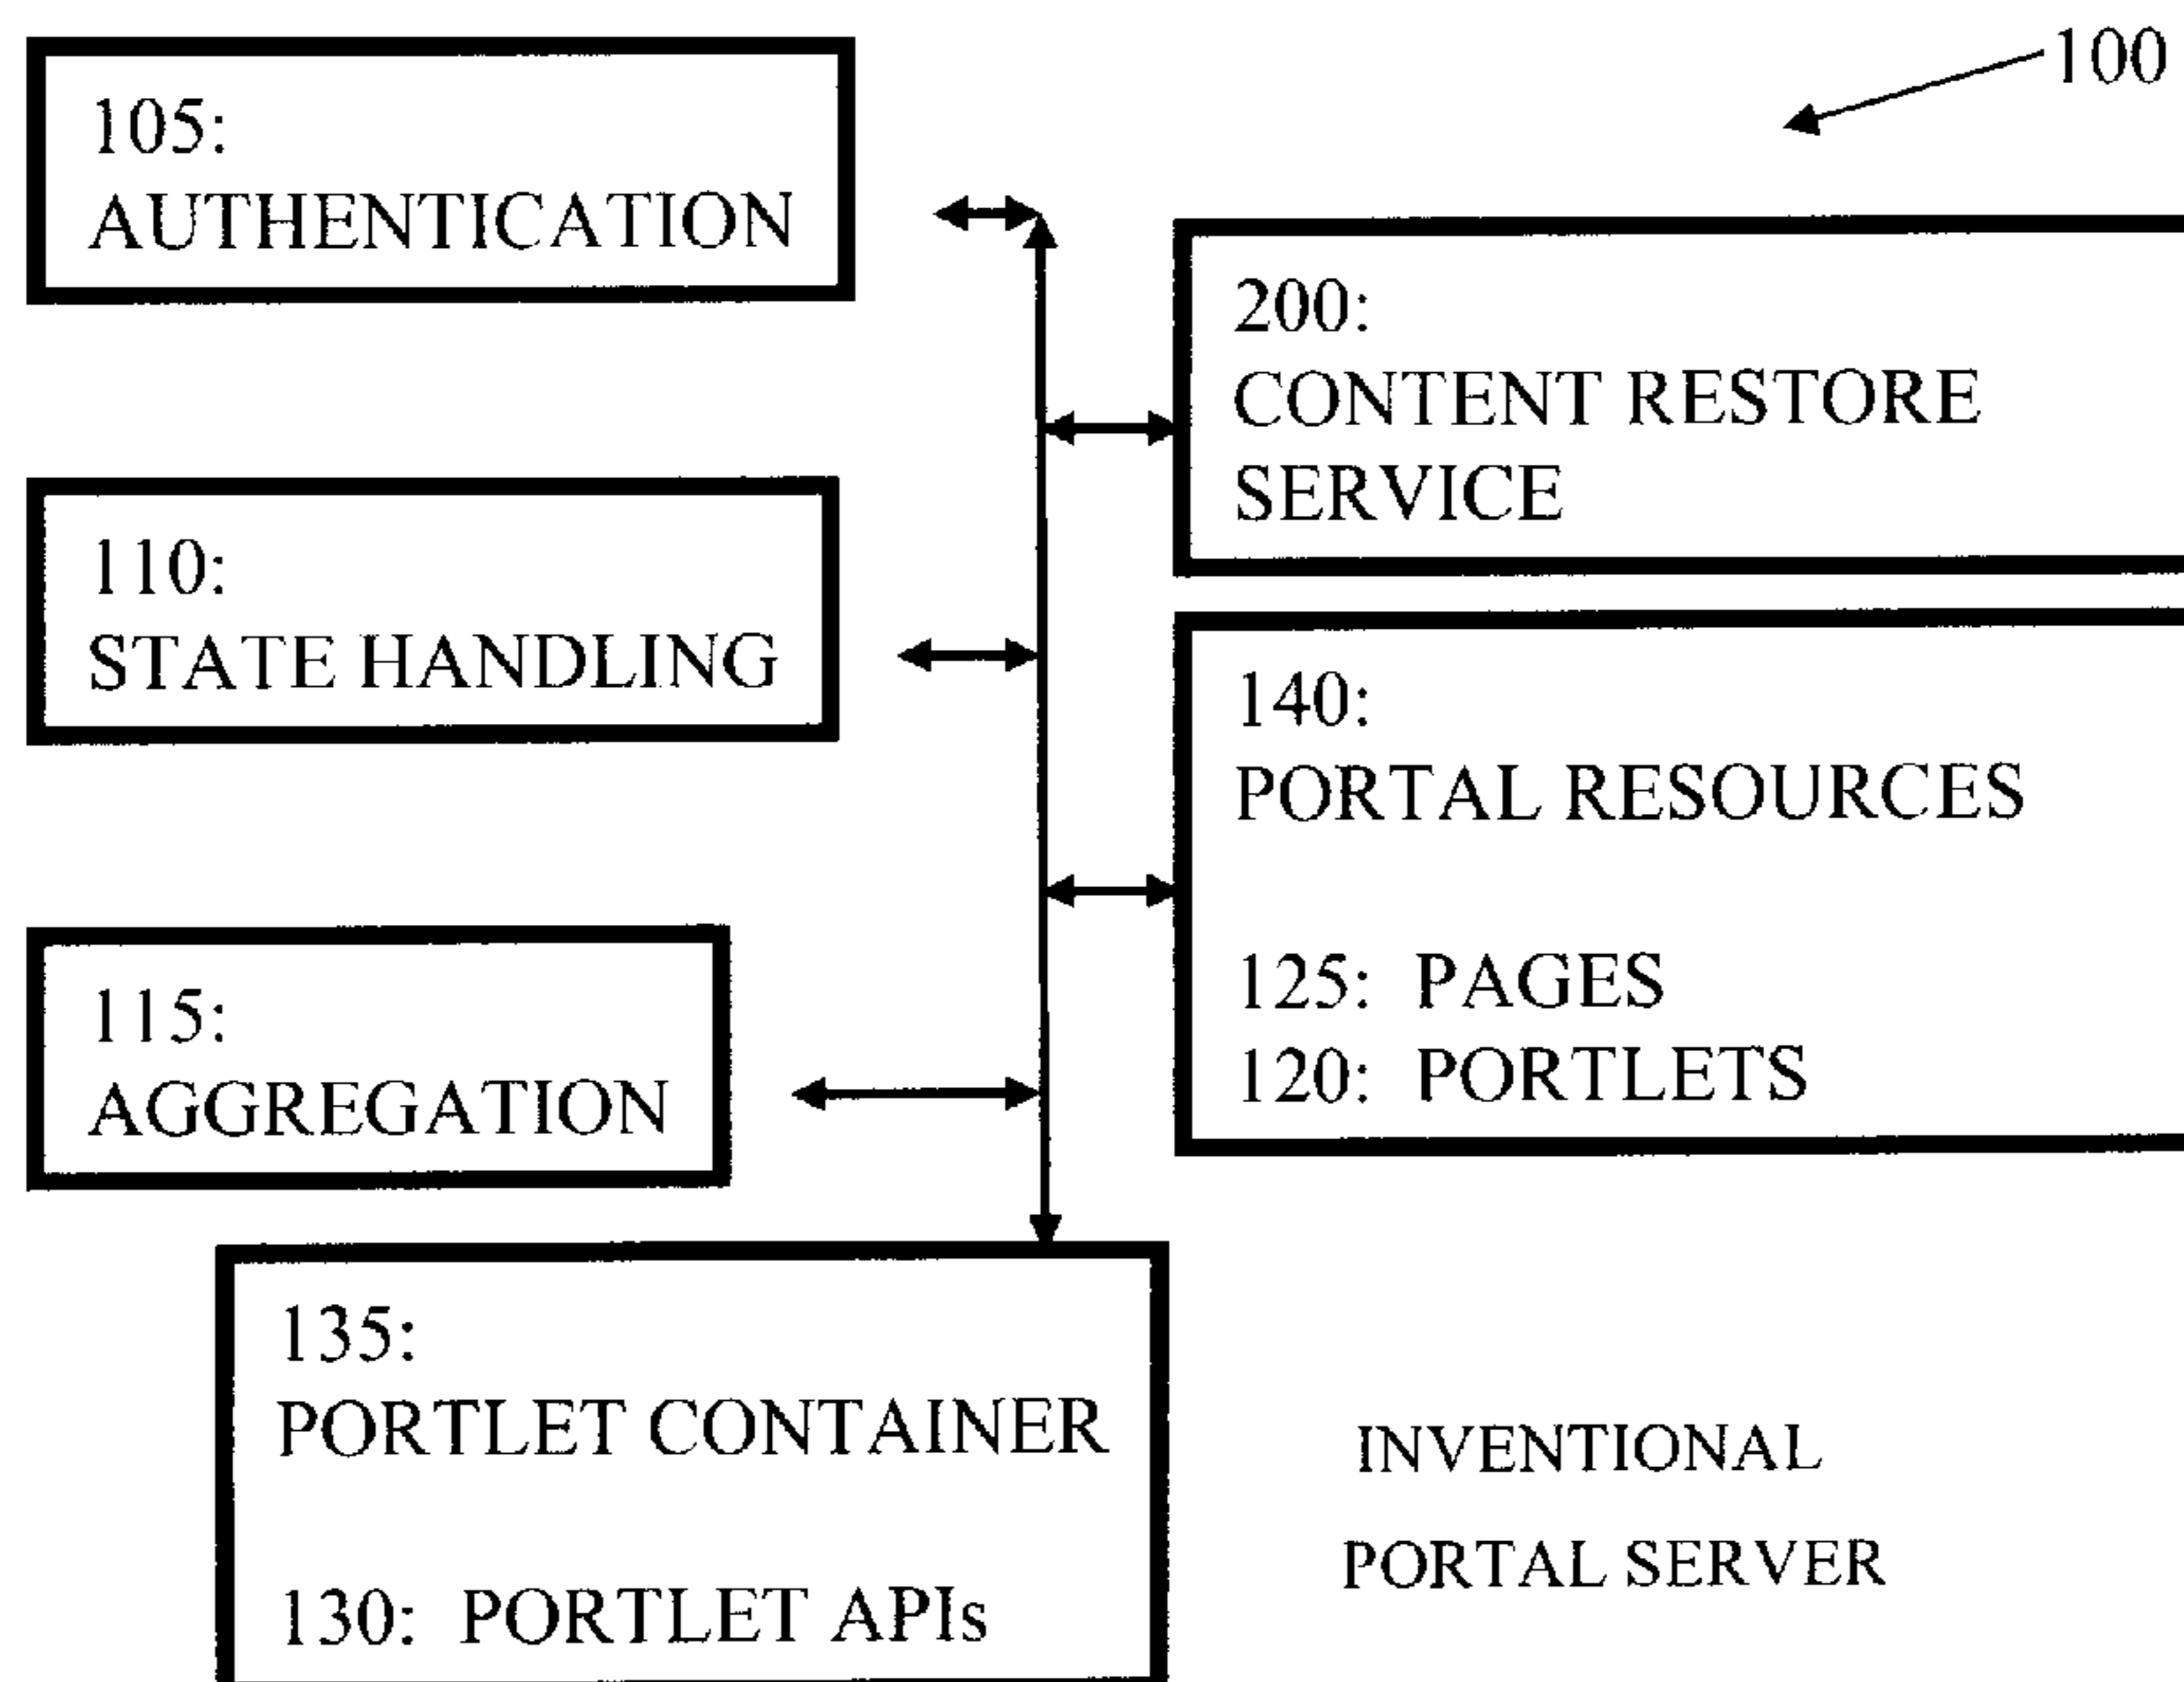 100
105:
AUTHENTICATION
200:
CONTENT RESTORE
SERVICE
110:
STATE HANDLING
140:
PORTAL RESOURCES
125: PAGES
120: PORTLETS
115:
AGGREGATION
135:
PORTLET CONTAINER
130: PORTLET APIs
INVENTIONAL
PORTAL SERVER